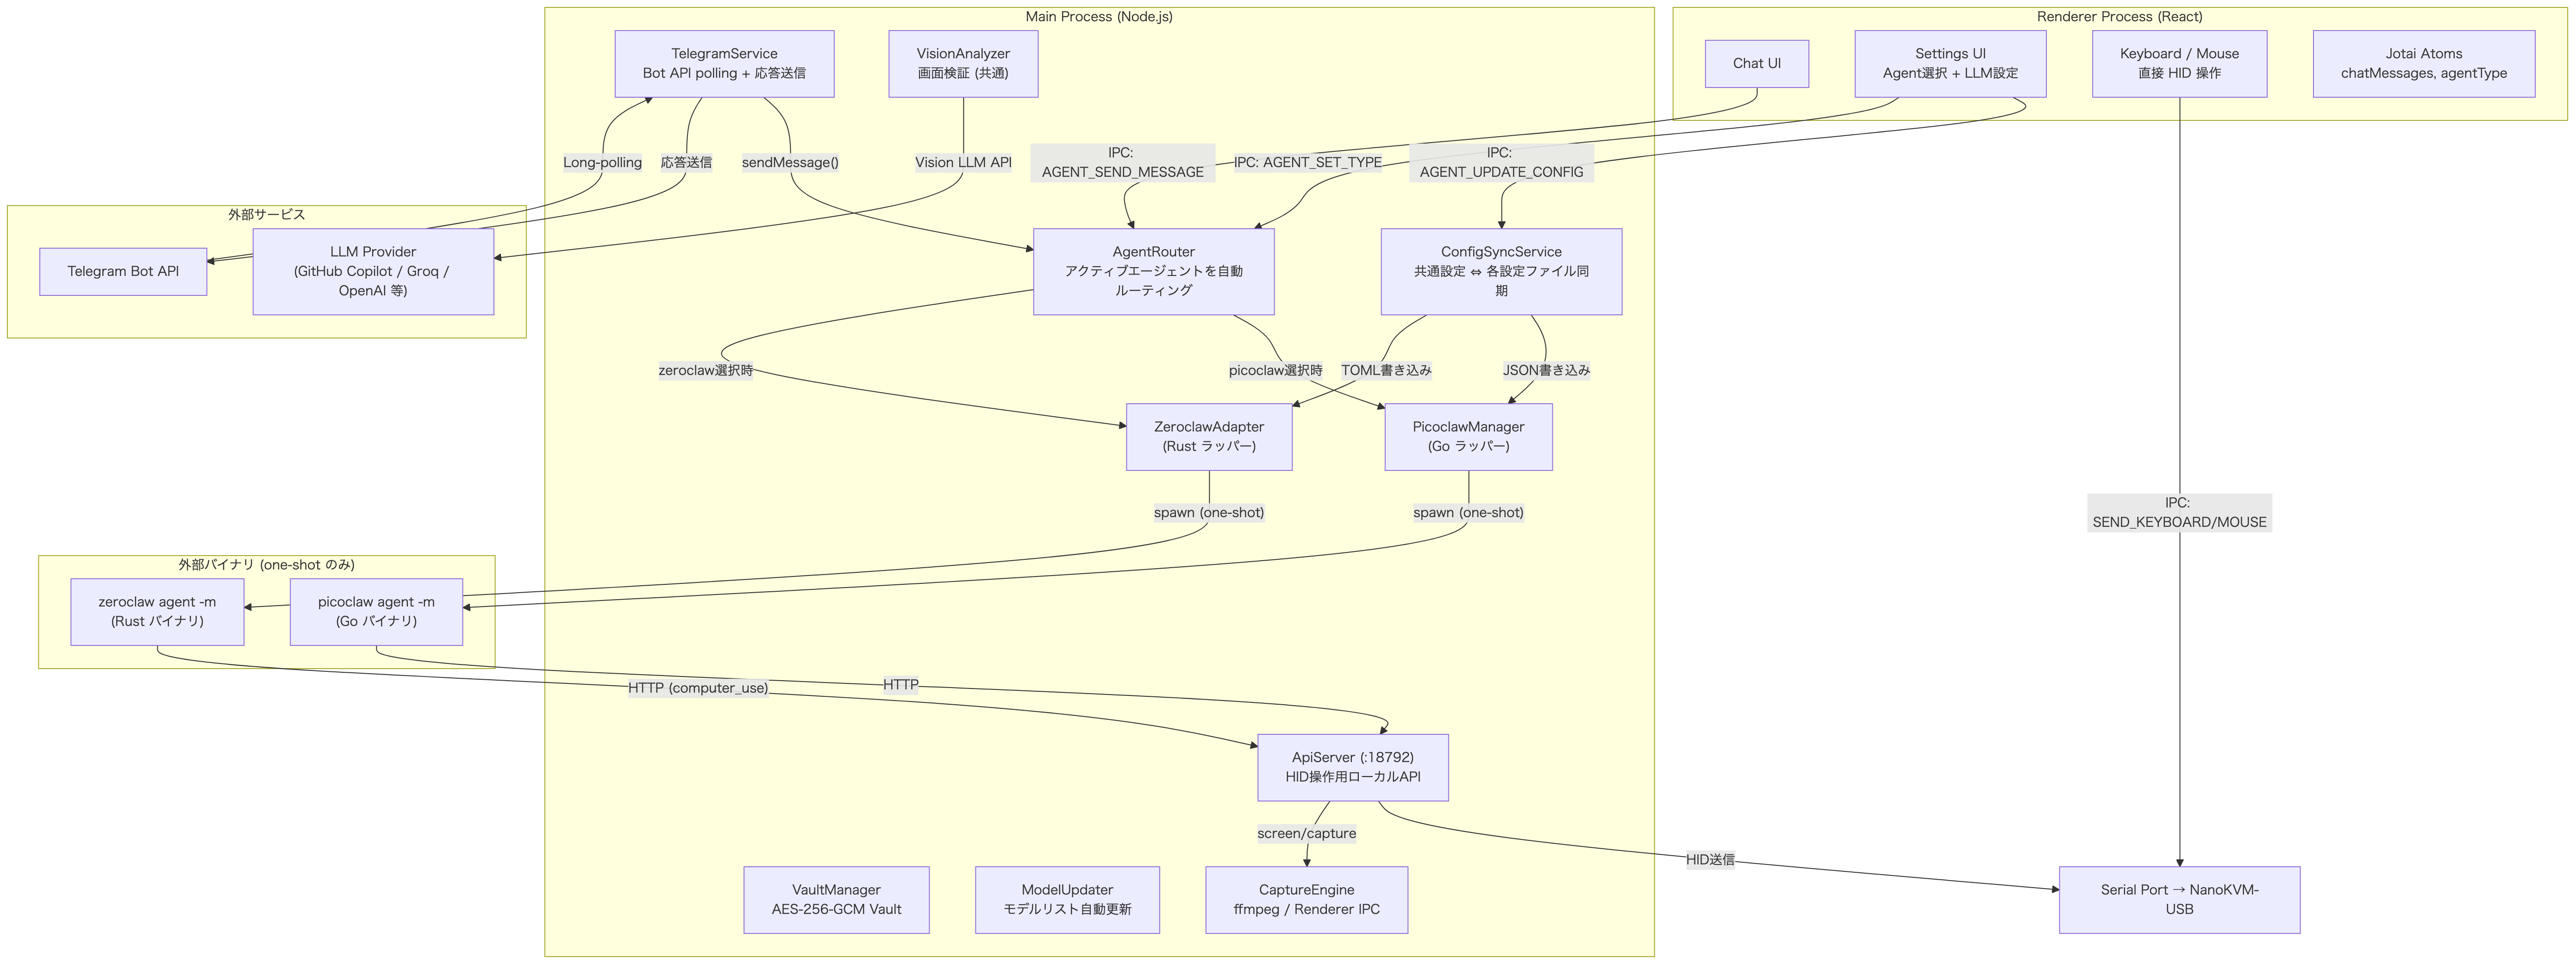 Main Process (Node.js)
Renderer Process (React)
TelegramService
Bot API polling + 応答送信
VisionAnalyzer
画面検証 (共通)
Chat UI
Settings UI
Agent選択 + LLM設定
Keyboard / Mouse
直接 HID 操作
Jotai Atoms
chatMessages, agentType
Long-polling
応答送信
sendMessage()
Vision LLM API
IPC:
AGENT_SEND_MESSAGE
IPC: AGENT_SET_TYPE
IPC:
AGENT_UPDATE_CONFIG
外部サービス
Telegram Bot API
LLM Provider
(GitHub Copilot / Groq /
OpenAI 等)
AgentRouter
アクティブエージェントを自動
ルーティング
ConfigSyncService
共通設定 ⇔ 各設定ファイル同
期
zeroclaw選択時
picoclaw選択時
TOML書き込み
JSON書き込み
ZeroclawAdapter
(Rust ラッパー)
PicoclawManager
(Go ラッパー)
spawn (one-shot)
spawn (one-shot)
IPC:
SEND_KEYBOARD/MOUSE
外部バイナリ (one-shot のみ)
zeroclaw agent -m
(Rust バイナリ)
picoclaw agent -m
(Go バイナリ)
HTTP (computer_use)
HTTP
ApiServer (:18792)
HID操作用ローカルAPI
screen/capture
HID送信
VaultManager
AES-256-GCM Vault
ModelUpdater
モデルリスト自動更新
CaptureEngine
ffmpeg / Renderer IPC
Serial Port → NanoKVM-
USB